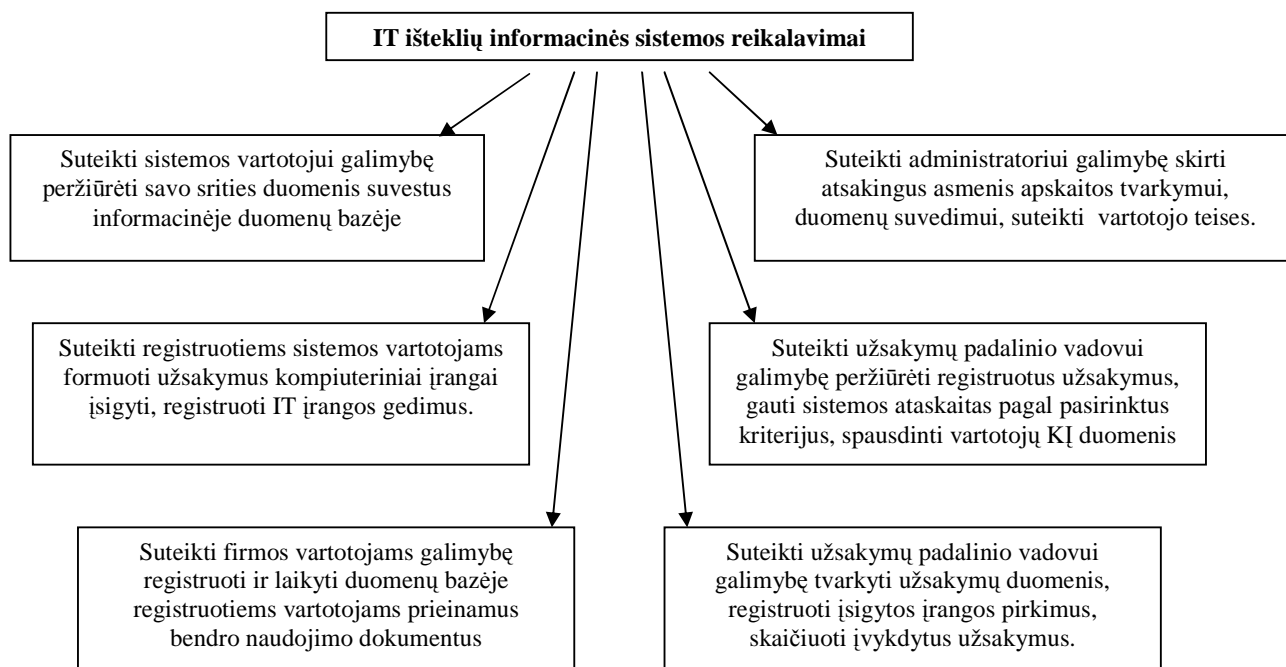 IT išteklių informacinės sistemos reikalavimai
Suteikti sistemos vartotojui galimybę
peržiūrėti savo srities duomenis suvestus
informacinėje duomenų bazėje
Suteikti administratoriui galimybę skirti
atsakingus asmenis apskaitos tvarkymui,
duomenų suvedimui, suteikti vartotojo teises.
Suteikti registruotiems sistemos vartotojams
formuoti užsakymus kompiuteriniai įrangai
įsigyti, registruoti IT įrangos gedimus.
Suteikti užsakymų padalinio vadovui
galimybę peržiūrėti registruotus užsakymus,
gauti sistemos ataskaitas pagal pasirinktus
kriterijus, spausdinti vartotojų KĮ duomenis
Suteikti firmos vartotojams galimybę
registruoti ir laikyti duomenų bazėje
registruotiems vartotojams prieinamus
bendro naudojimo dokumentus
Suteikti užsakymų padalinio vadovui
galimybę tvarkyti užsakymų duomenis,
registruoti įsigytos įrangos pirkimus,
skaičiuoti įvykdytus užsakymus.